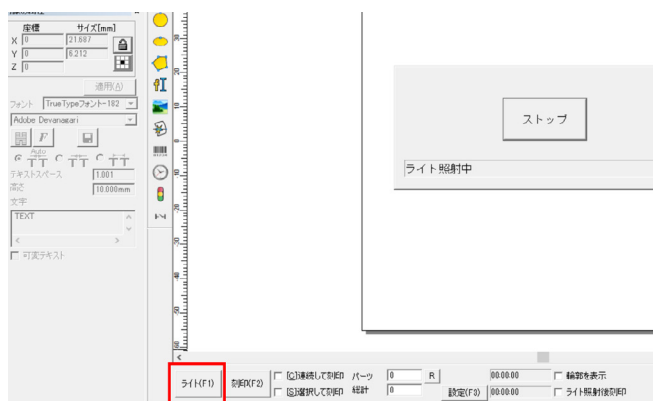 座標 サイズ[mm]
X 0 21.687
Y 0 6.212
Z 0
適用(A)
フォント TrueTypeフォント-182
Adobe Devanagari
F
Auto
テキストスペース 1.001
高さ 10.000mm
文字
TEXT
可変テキスト
ストップ
ライト照射中
ライト(F1) 刻印(F2)
[C]連続して刻印 パーツ 0 R 00:00:00 輪郭を表示
[S]選択して刻印 総計 0 設定(F3) 00:00:00 ライト照射後刻印